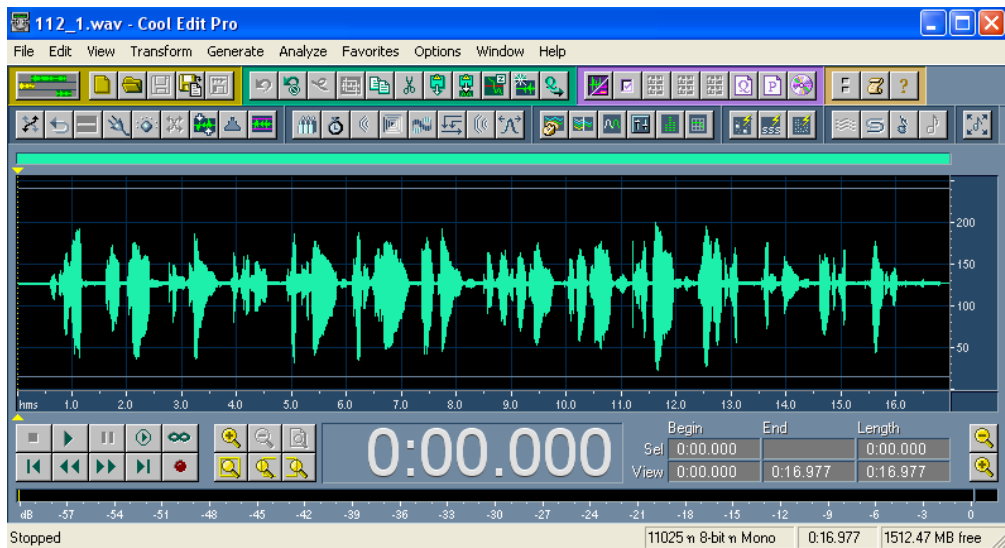 112_1.wav - Cool Edit Pro
File Edit View Transform Generate Analyze Favorites Options Window Help
Q P F ?
sss
200
150
100
50
hms 1.0 2.0 3.0 4.0 5.0 6.0 7.0 8.0 9.0 10.0 11.0 12.0 13.0 14.0 15.0 16.0
0:00.000
Begin End Length
Sel 0:00.000 0:00.000
View 0:00.000 0:16.977 0:16.977
dB -57 -54 -51 -48 -45 -42 -39 -36 -33 -30 -27 -24 -21 -18 -15 -12 -9 -6 -3 0
Stopped 11025 п 8-bit п Mono 0:16.977 1512.47 MB free